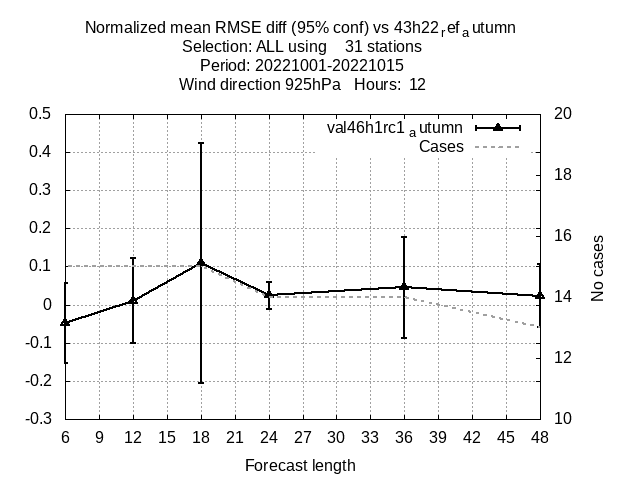 Normalized mean RMSE diff (95% conf) vs 43h22ref autumn
Selection: ALL using    31 stations
Period: 20221001-20221015
Wind direction 925hPa   Hours:  12
val46h1rc1autumn
Cases
0.5
0.4
0.3
0.2
0.1
0
-0.1
-0.2
-0.3
20
18
16
14
12
10
No cases
6 9 12 15 18 21 24 27 30 33 36 39 42 45 48
Forecast length